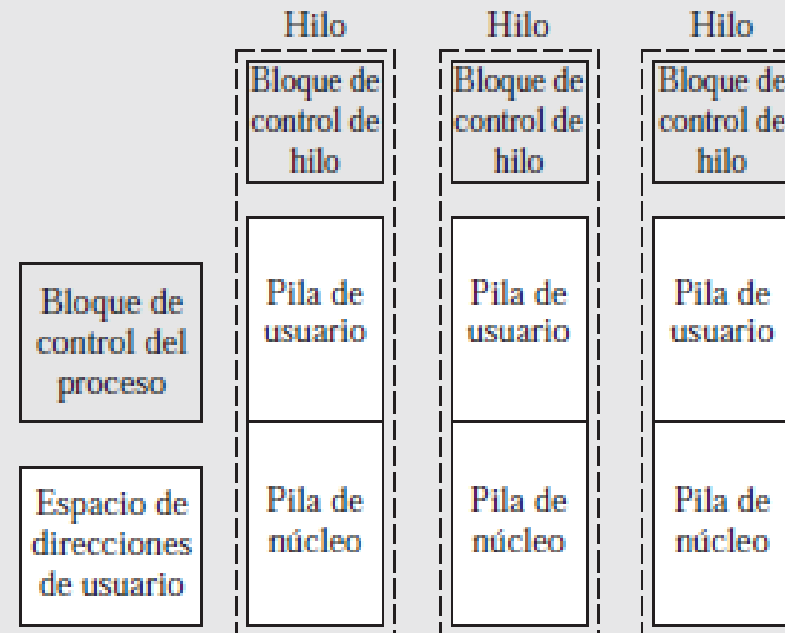 Hilo
Hilo
Hilo
Bloque de
control de
hilo
Bloque de
control de
hilo
Bloque de
control de
hilo
Bloque de
control del
proceso
Pila de
usuario
Pila de
usuario
Pila de
usuario
Espacio de
direcciones
de usuario
Pila de
núcleo
Pila de
núcleo
Pila de
núcleo